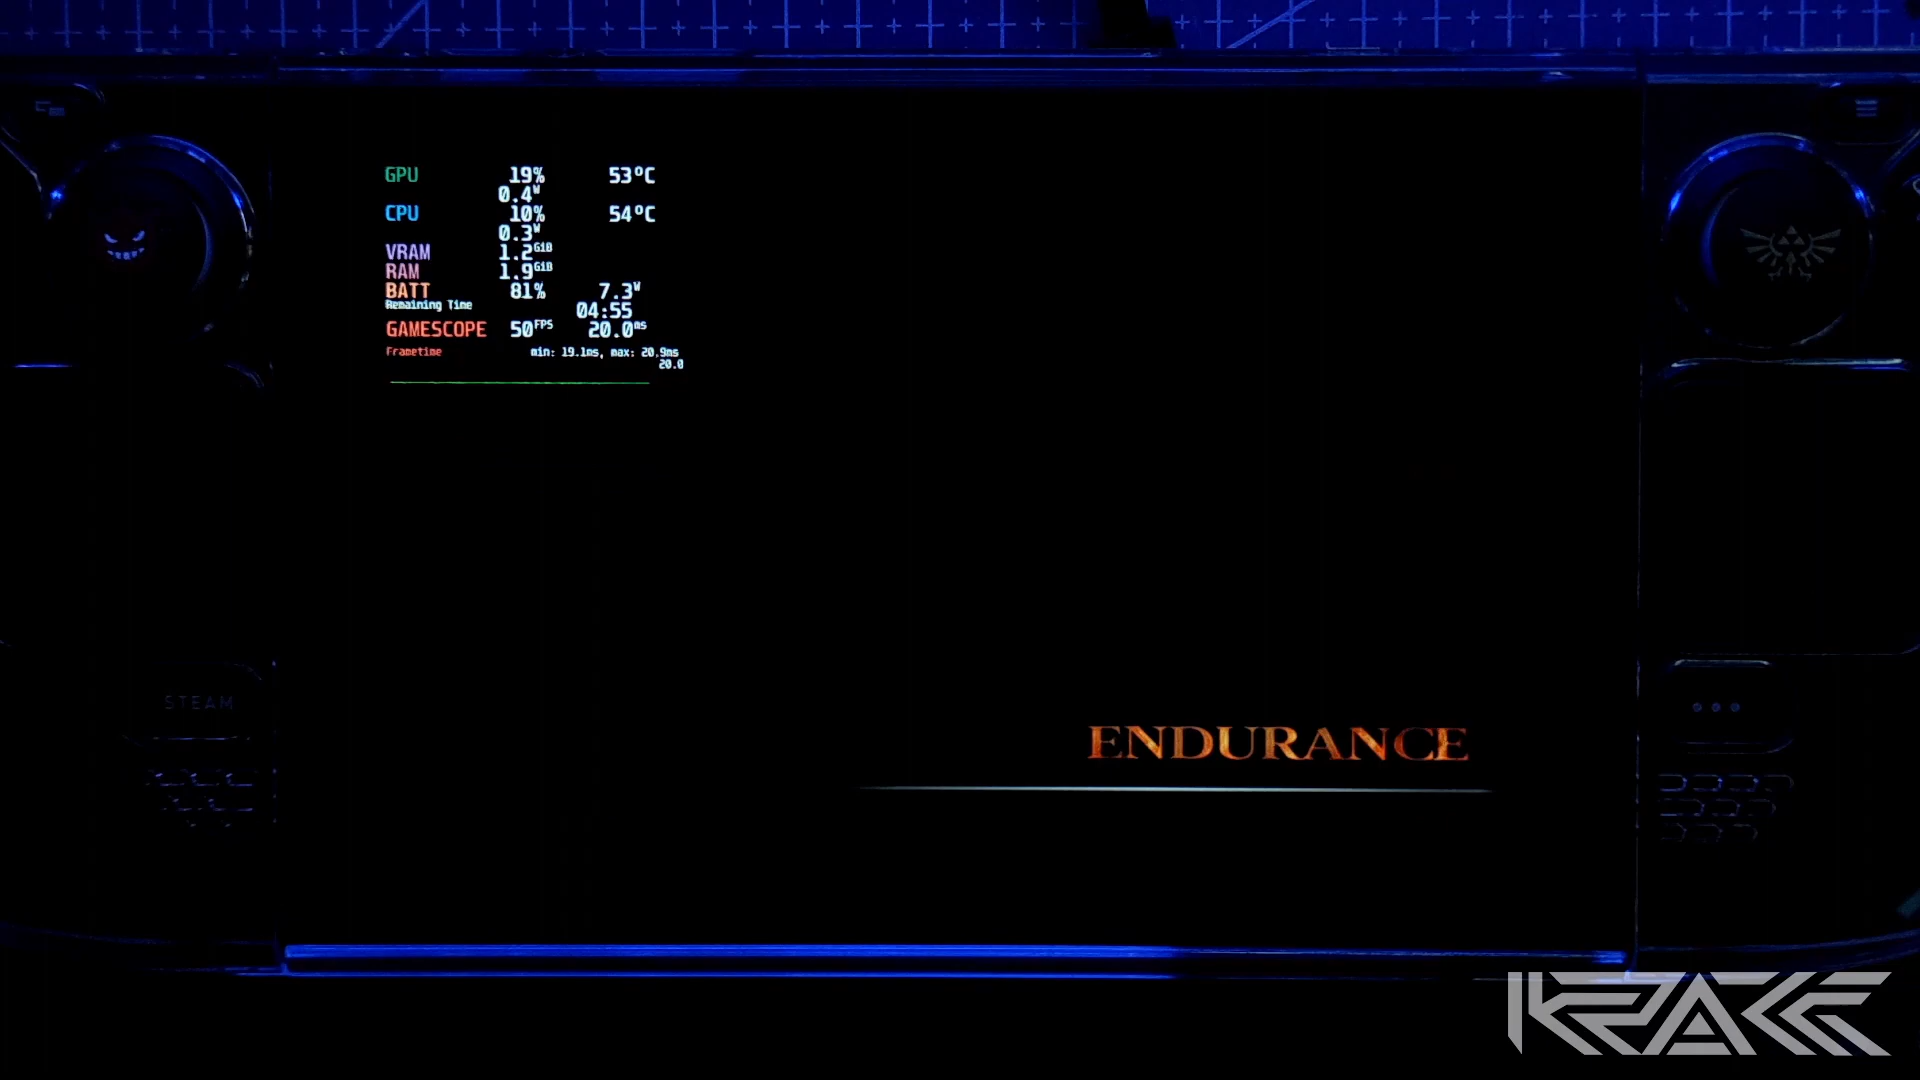 GPU 19% 53°C
0.4W
CPU 10% 54°C
0.3W
VRAM 1.2GiB
RAM 1.9GiB
BATT 81% 7.3W
Remaining Time 04:55
GAMESCOPE 50FPS 20.0ms
Frametime min: 19.1ms, max: 20.9ms
20.0
STEAM
ENDURANCE